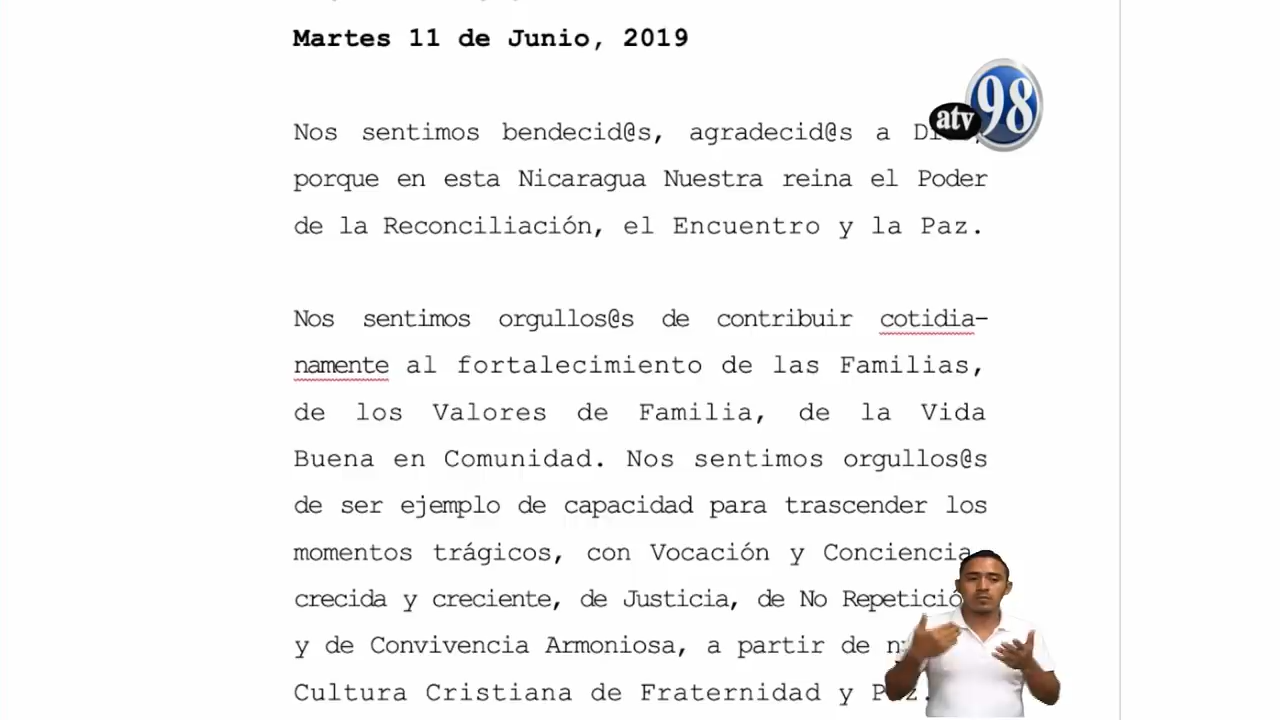 Martes 11 de Junio, 2019
atv 98
Nos sentimos bendecid@s, agradecid@s a
porque en esta Nicaragua Nuestra reina el Poder
de la Reconciliación, el Encuentro y la Paz.
Nos sentimos orgullos@s de contribuir cotidia-
namente al fortalecimiento de las Familias,
de los Valores de Familia, de la Vida
Buena en Comunidad. Nos sentimos orgullos@s
de ser ejemplo de capacidad para trascender los
momentos trágicos, con Vocación y Conciencia
crecida y creciente, de Justicia, de No Repetició
y de Convivencia Armoniosa, a partir de
Cultura Cristiana de Fraternidad y Paz.